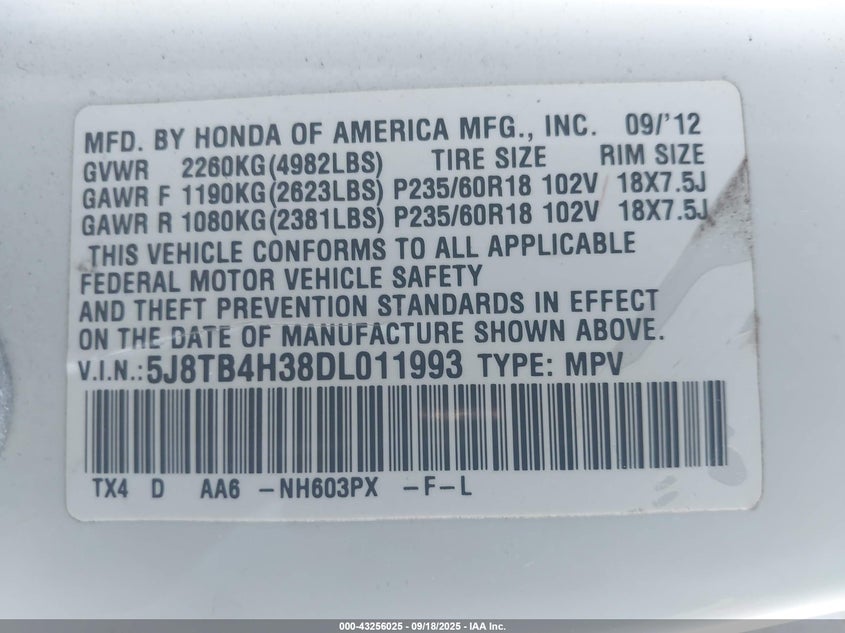 MFD. BY HONDA OF AMERICA MFG., INC. 09/'12
GVWR 2260KG(4982LBS) TIRE SIZE RIM SIZE
GAWR F 1190KG(2623LBS) P235/60R18 102V 18X7.5J
GAWR R 1080KG(2381LBS) P235/60R18 102V 18X7.5J
THIS VEHICLE CONFORMS TO ALL APPLICABLE
FEDERAL MOTOR VEHICLE SAFETY
AND THEFT PREVENTION STANDARDS IN EFFECT
ON THE DATE OF MANUFACTURE SHOWN ABOVE.
V.I.N.: 5J8TB4H38DL011993 TYPE: MPV
TX4 D AA6 -NH603PX -F-L
000-43256025 - 09/18/2025 - IAA Inc.